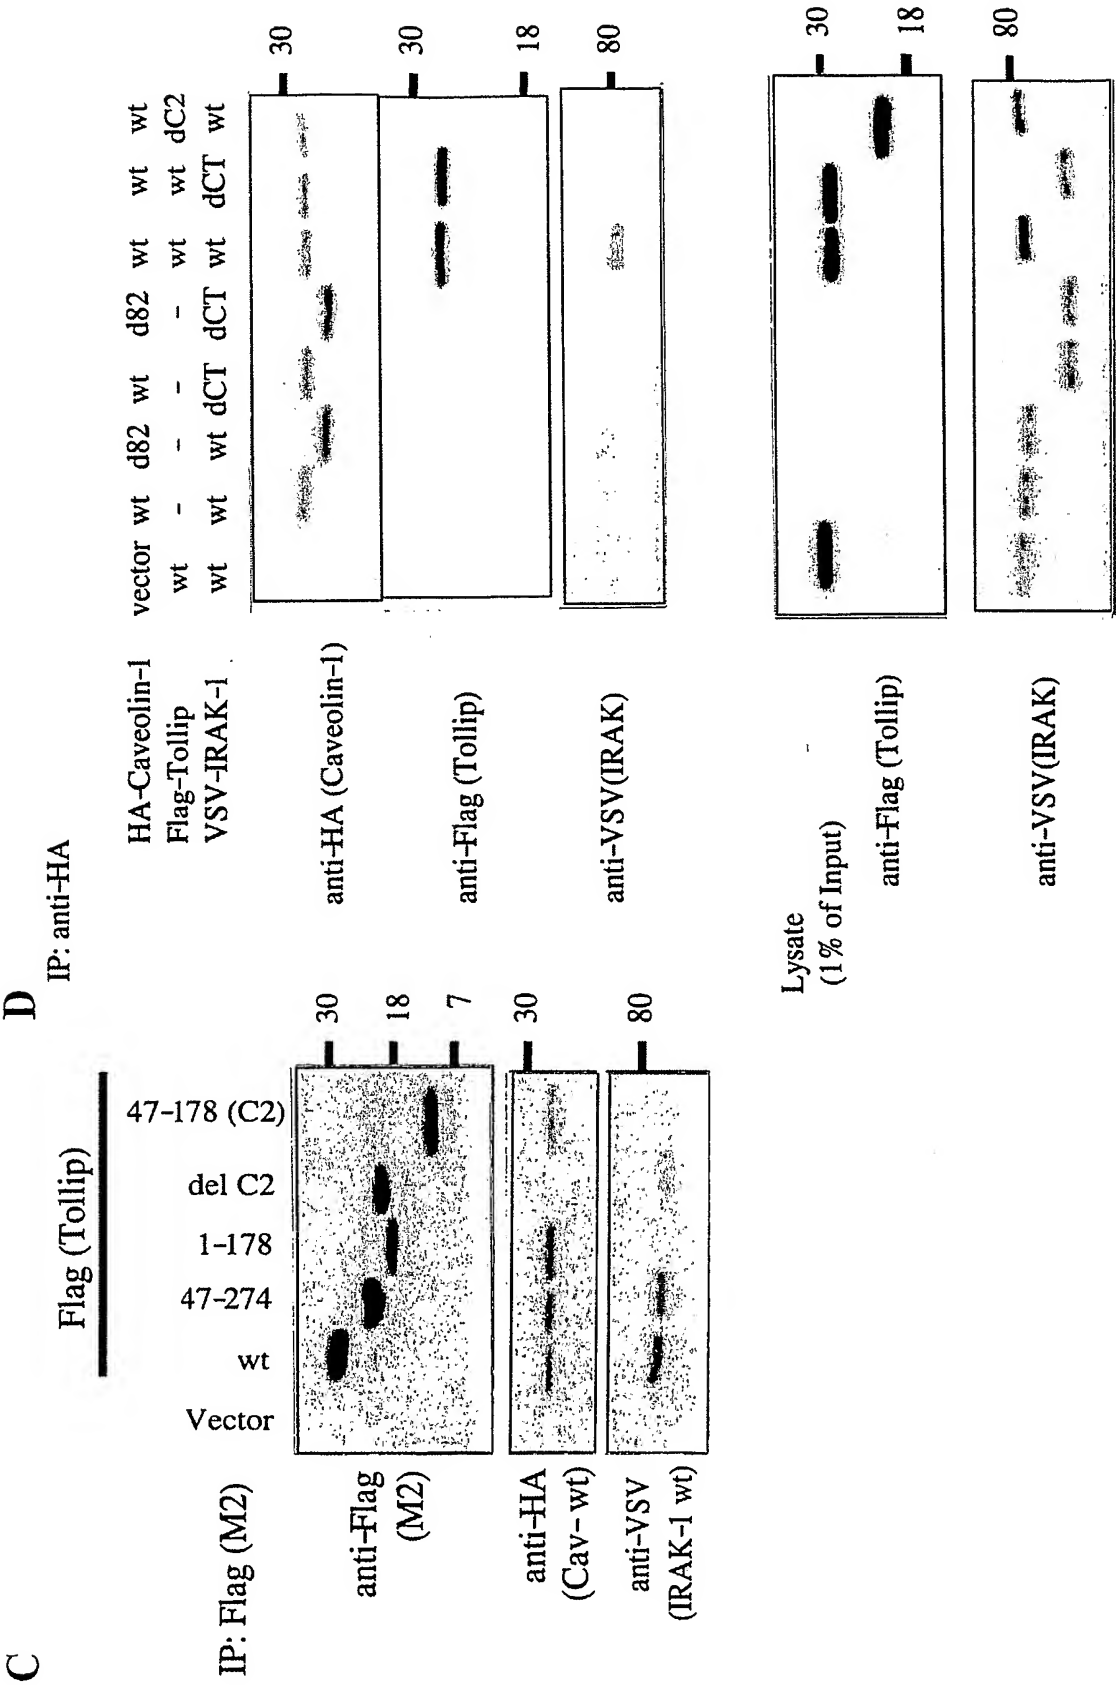 C
Flag (Tollip)
IP: Flag (M2)
Vector
wt
47-274
1-178
del C2
47-178 (C2)
anti-Flag
(M2)
30
18
7
anti-HA
(Cav-wt)
30
anti-VSV
(IRAK-1 wt)
80
D
IP: anti-HA
HA-Caveolin-1 vector wt d82 wt d82 wt wt wt
Flag-Tollip wt - - - - wt wt dC2
VSV-IRAK-1 wt wt wt dCT dCT wt dCT wt
anti-HA (Caveolin-1)
30
anti-Flag (Tollip)
30
18
anti-VSV(IRAK)
80
Lysate
(1% of Input)
anti-Flag (Tollip)
30
18
anti-VSV(IRAK)
80